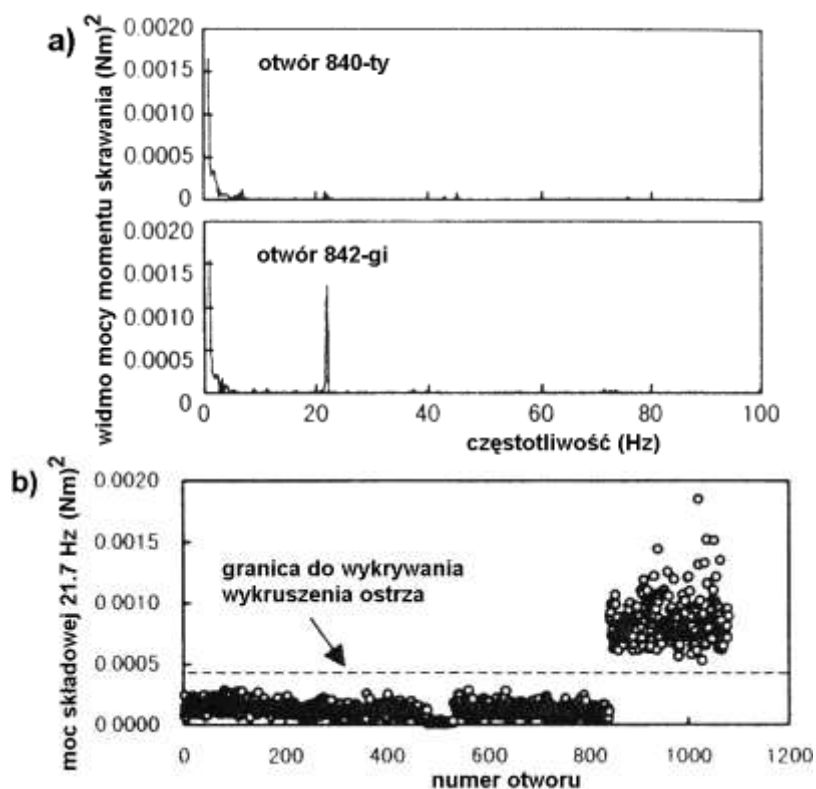 a)
widmo mocy momentu skrawania (Nm)2
0.0020
0.0015
0.0010
0.0005
0
otwór 840-ty
0.0020
0.0015
0.0010
0.0005
0
otwór 842-gi
0 20 40 60 80 100
częstotliwość (Hz)
b)
moc składowej 21.7 Hz (Nm)2
0.0020
0.0015
0.0010
0.0005
0.0000
granica do wykrywania
wykruszenia ostrza
0 200 400 600 800 1000 1200
numer otworu